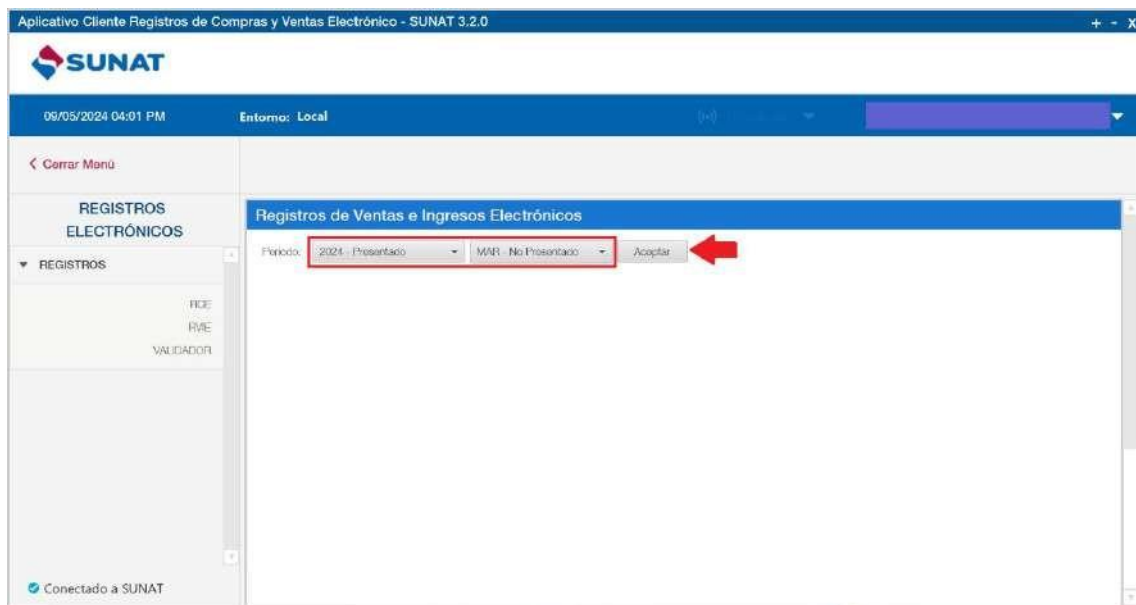 Aplicativo Cliente Registros de Compras y Ventas Electrónico - SUNAT 3.2.0
+ - X
SUNAT
09/05/2024 04:01 PM
Entorno: Local
Cerrar Menú
REGISTROS
ELECTRÓNICOS
REGISTROS
RCE
RVIE
VALIDADOR
Conectado a SUNAT
Registros de Ventas e Ingresos Electrónicos
Periodo: 2024 - Presentado MAR - No Presentado Aceptar